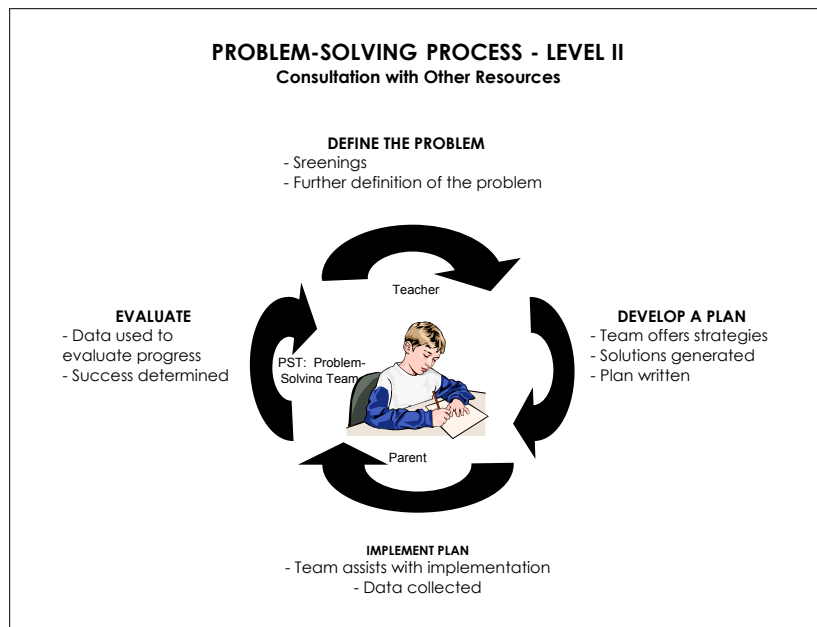 PROBLEM-SOLVING PROCESS - LEVEL II
Consultation with Other Resources
DEFINE THE PROBLEM
- Sreenings
- Further definition of the problem
Teacher
EVALUATE
- Data used to
evaluate progress
- Success determined
PST: Problem-
Solving Team
DEVELOP A PLAN
- Team offers strategies
- Solutions generated
- Plan written
Parent
IMPLEMENT PLAN
- Team assists with implementation
- Data collected